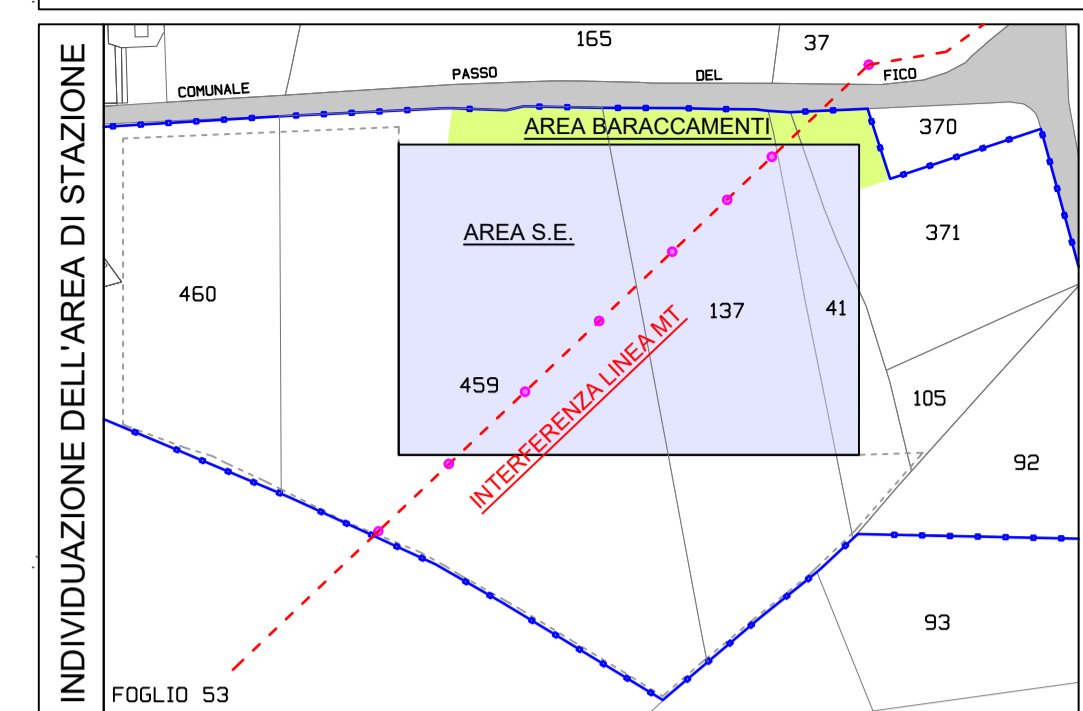 INDIVIDUAZIONE DELL'AREA DI STAZIONE
165
37
COMUNALE PASSO DEL FICO
AREA BARACCAMENTI
370
AREA S.E.
371
460
137
41
INTERFERENZA LINEA MT
459
105
92
93
FOGLIO 53